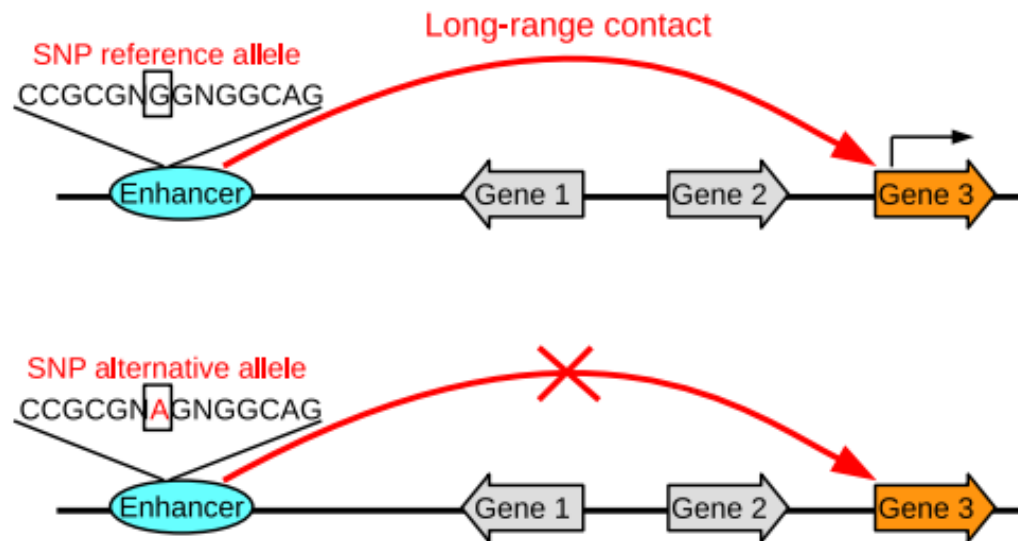 Long-range contact
SNP reference allele
CCGCGNGGNGGCAG
Enhancer
Gene 1
Gene 2
Gene 3
SNP alternative allele
CCGCGNAGNGGCAG
Enhancer
Gene 1
Gene 2
Gene 3